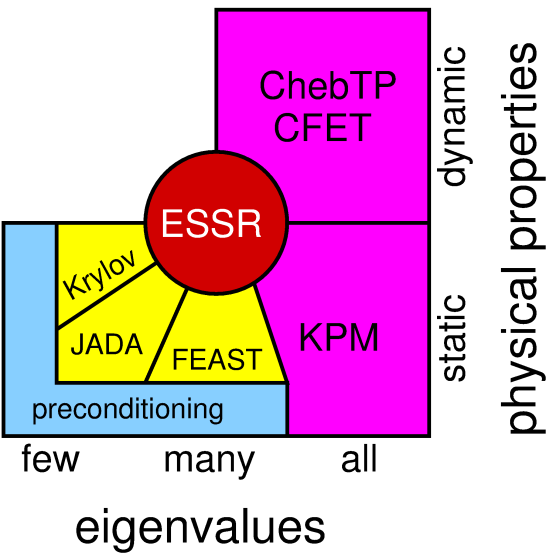 ChebTP
CFET
dynamic
physical properties
ESSR
Krylov
JADA
FEAST
KPM
static
preconditioning
few
many
all
eigenvalues